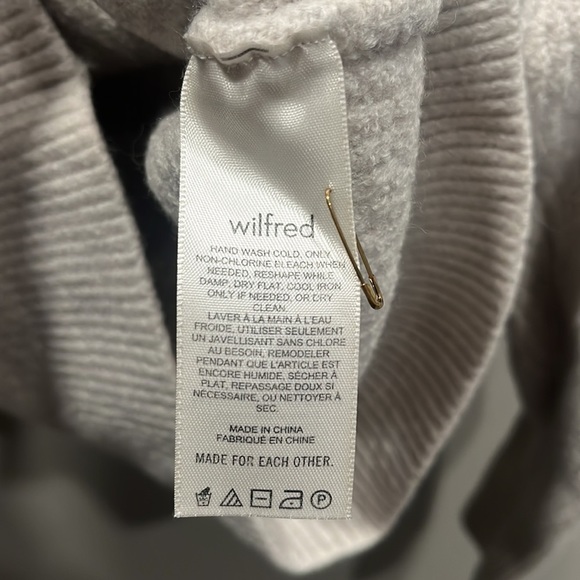 wilfred
HAND WASH COLD, ONLY
NON-CHLORINE BLEACH WHEN
NEEDED, RESHAPE WHILE
DAMP, DRY FLAT, COOL IRON
ONLY IF NEEDED, OR DRY
CLEAN
LAVER À LA MAIN À L'EAU
FROIDE, UTILISER SEULEMENT
UN JAVELLISANT SANS CHLORE
AU BESOIN, REMODELER
PENDANT QUE L'ARTICLE EST
ENCORE HUMIDE, SÉCHER À
PLAT, REPASSAGE DOUX SI
NÉCESSAIRE, OU NETTOYER À
SEC.
MADE IN CHINA
FABRIQUÉ EN CHINE
MADE FOR EACH OTHER.
P